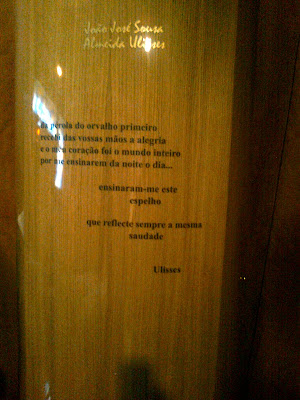 João José Sousa
Almeida Ulisses
da pérola do orvalho primeiro
recebi das vossas mãos a alegria
e o meu coração foi o mundo inteiro
por me ensinarem da noite o dia...
ensinaram-me este
espelho
que reflecte sempre a mesma
saudade
Ulisses